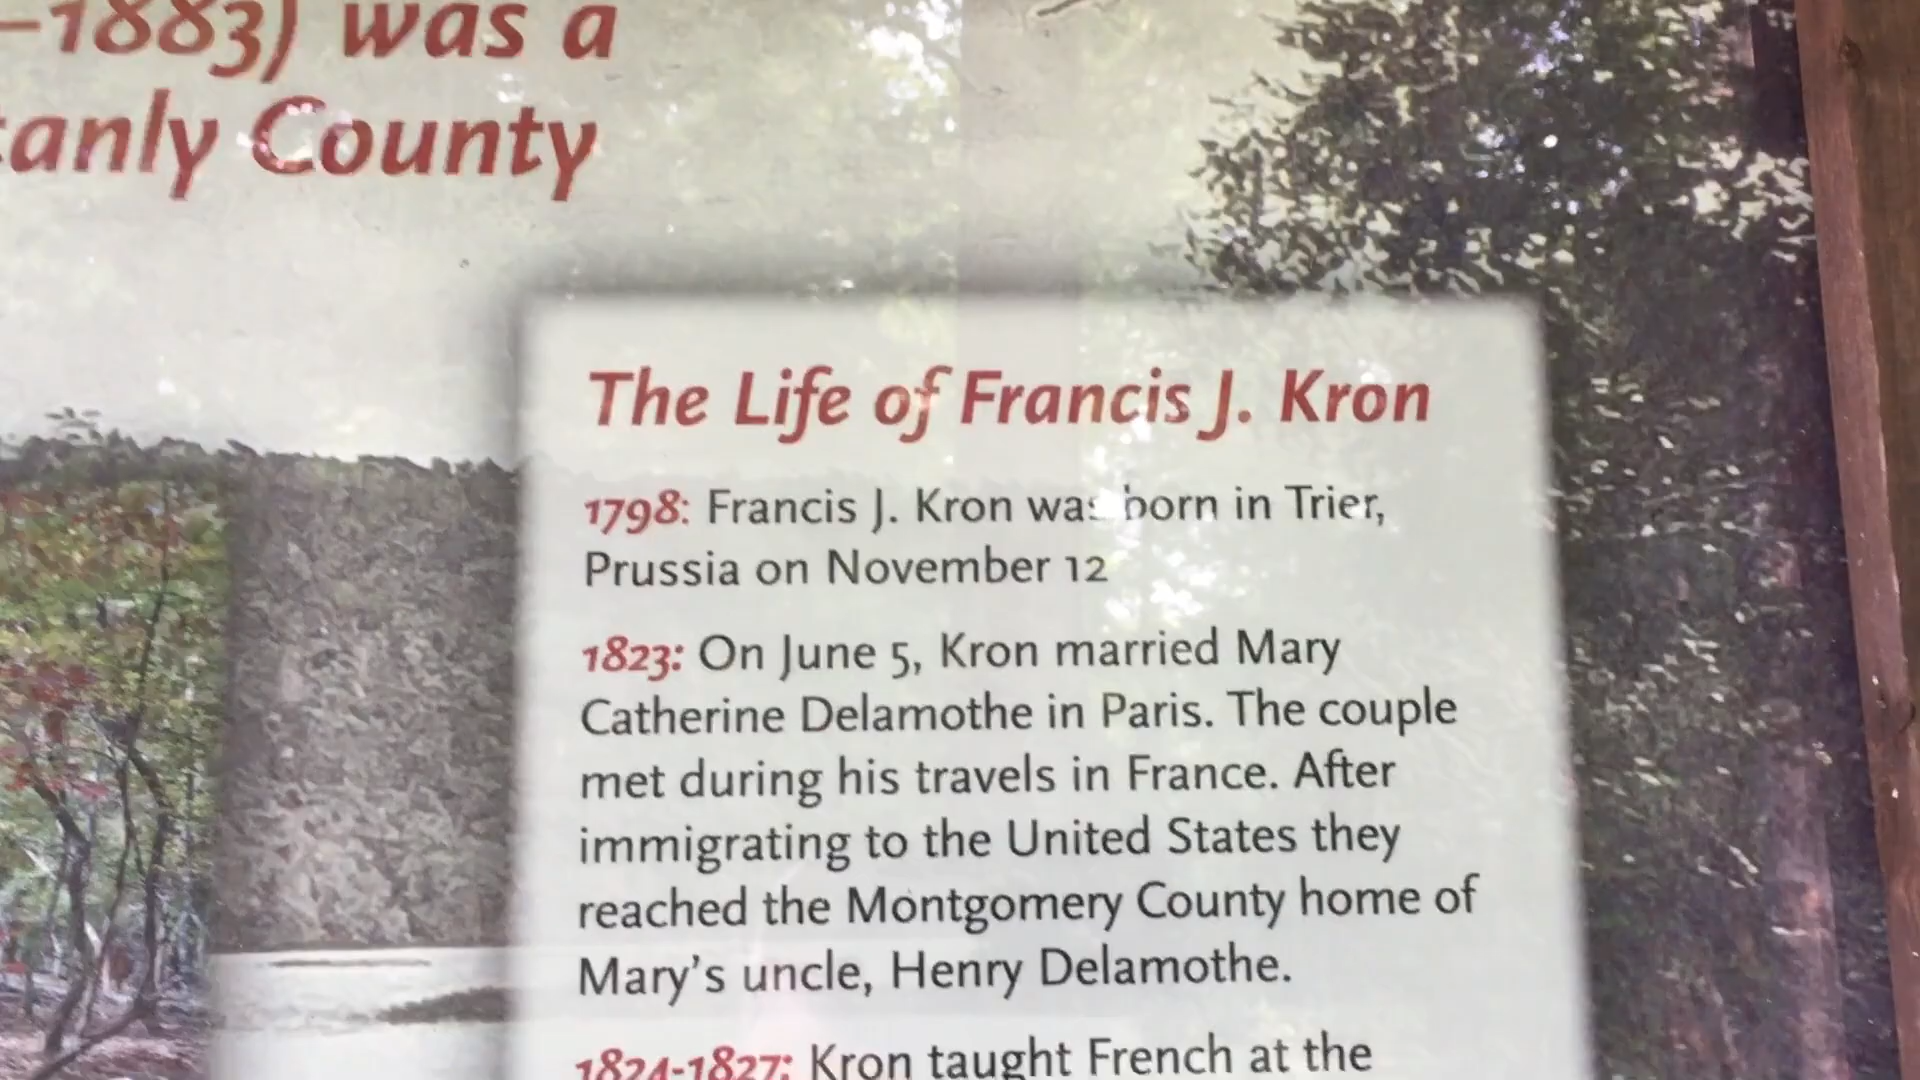 –1883) was a
tanly County
The Life of Francis J. Kron
1798: Francis J. Kron was born in Trier,
Prussia on November 12
1823: On June 5, Kron married Mary
Catherine Delamothe in Paris. The couple
met during his travels in France. After
immigrating to the United States they
reached the Montgomery County home of
Mary's uncle, Henry Delamothe.
1824-1827: Kron taught French at the